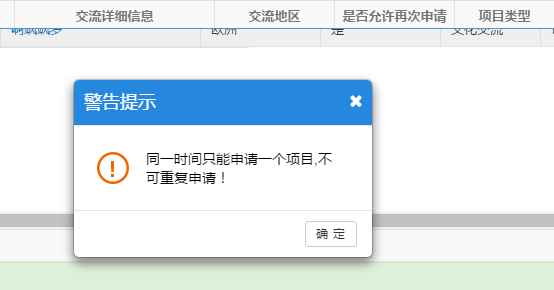 交流详细信息 交流地区 是否允许再次申请 项目类型
欧洲 是 文化交流
警告提示
同一时间只能申请一个项目,不
可重复申请！
确 定